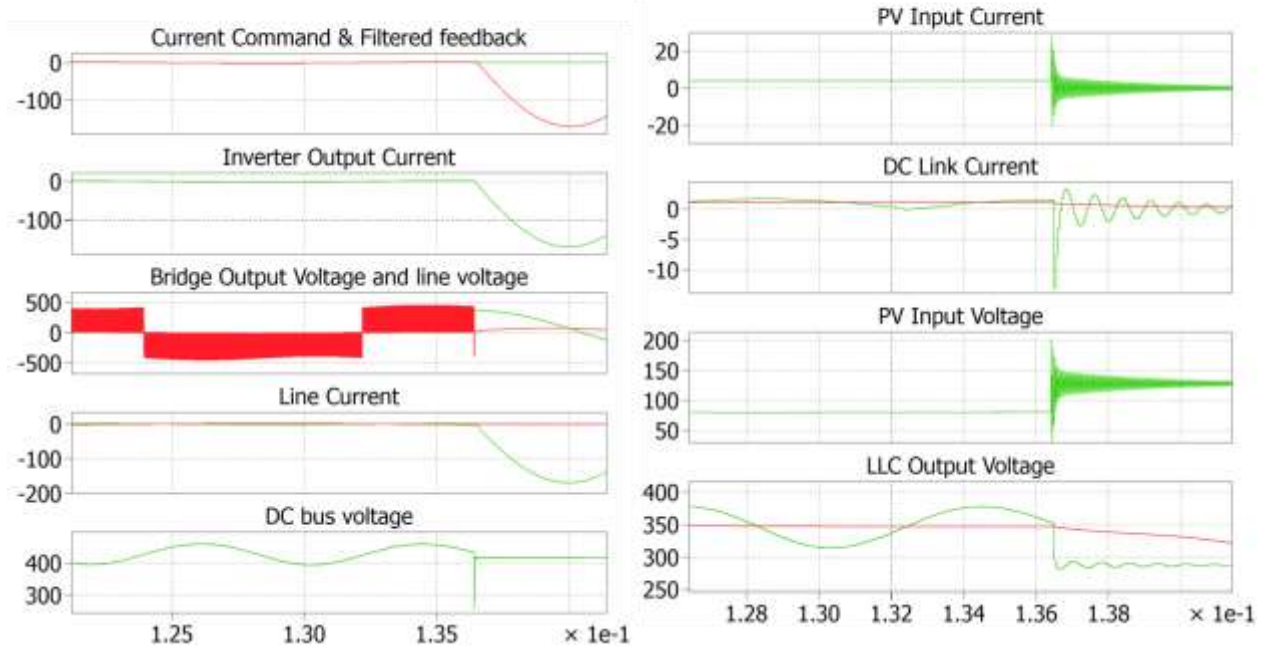 Current Command & Filtered feedback
0
-100
Inverter Output Current
0
-100
Bridge Output Voltage and line voltage
500
0
-500
Line Current
0
-100
-200
DC bus voltage
400
300
1.25 1.30 1.35 × 1e-1
PV Input Current
20
0
-20
DC Link Current
0
-5
-10
PV Input Voltage
200
150
100
50
LLC Output Voltage
400
350
300
250
1.28 1.30 1.32 1.34 1.36 1.38 × 1e-1